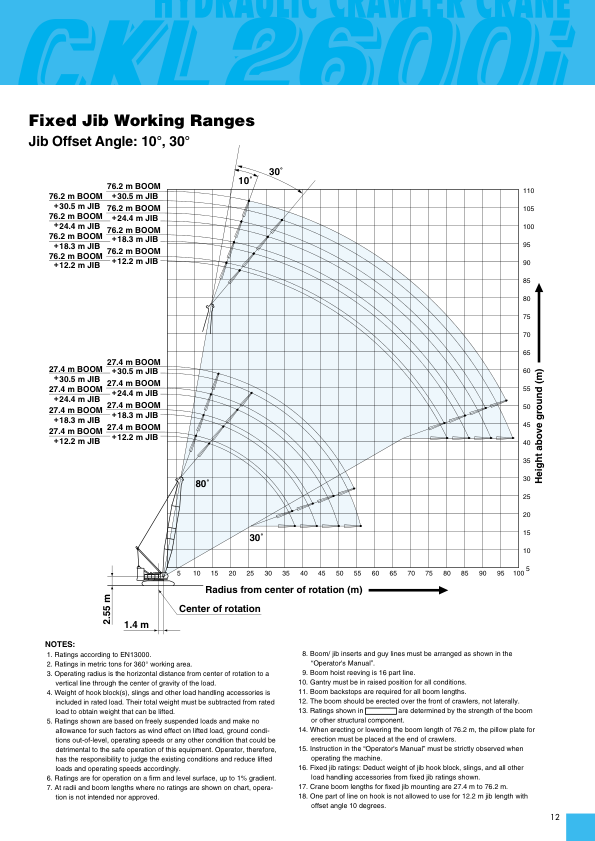 HYDRAULIC CRAWLER CRANE
CKL2600i
Fixed Jib Working Ranges
Jib Offset Angle: 10°, 30°
30°
10°
76.2 m BOOM
+30.5 m JIB
76.2 m BOOM
+30.5 m JIB
76.2 m BOOM
+24.4 m JIB
76.2 m BOOM
+24.4 m JIB
76.2 m BOOM
+18.3 m JIB
76.2 m BOOM
+18.3 m JIB
76.2 m BOOM
+12.2 m JIB
76.2 m BOOM
+12.2 m JIB
27.4 m BOOM
+30.5 m JIB
27.4 m BOOM
+30.5 m JIB
27.4 m BOOM
+24.4 m JIB
27.4 m BOOM
+24.4 m JIB
27.4 m BOOM
+18.3 m JIB
27.4 m BOOM
+18.3 m JIB
27.4 m BOOM
+12.2 m JIB
27.4 m BOOM
+12.2 m JIB
110
105
100
95
90
85
80
75
70
65
60
55
50
45
40
35
30
25
20
15
10
5
Height above ground (m)
80°
30°
5 10 15 20 25 30 35 40 45 50 55 60 65 70 75 80 85 90 95 100
Radius from center of rotation (m)
Center of rotation
2.55 m
1.4 m
NOTES:
1. Ratings according to EN13000.
2. Ratings in metric tons for 360° working area.
3. Operating radius is the horizontal distance from center of rotation to a
vertical line through the center of gravity of the load.
4. Weight of hook block(s), slings and other load handling accessories is
included in rated load. Their total weight must be subtracted from rated
load to obtain weight that can be lifted.
5. Ratings shown are based on freely suspended loads and make no
allowance for such factors as wind effect on lifted load, ground condi-
tions out-of-level, operating speeds or any other condition that could be
detrimental to the safe operation of this equipment. Operator, therefore,
has the responsibility to judge the existing conditions and reduce lifted
loads and operating speeds accordingly.
6. Ratings are for operation on a firm and level surface, up to 1% gradient.
7. At radii and boom lengths where no ratings are shown on chart, opera-
tion is not intended nor approved.
8. Boom/ jib inserts and guy lines must be arranged as shown in the
"Operator's Manual".
9. Boom hoist reeving is 16 part line.
10. Gantry must be in raised position for all conditions.
11. Boom backstops are required for all boom lengths.
12. The boom should be erected over the front of crawlers, not laterally.
13. Ratings shown in are determined by the strength of the boom
or other structural component.
14. When erecting or lowering the boom length of 76.2 m, the pillow plate for
erection must be placed at the end of crawlers.
15. Instruction in the "Operator's Manual" must be strictly observed when
operating the machine.
16. Fixed jib ratings: Deduct weight of jib hook block, slings, and all other
load handling accessories from fixed jib ratings shown.
17. Crane boom lengths for fixed jib mounting are 27.4 m to 76.2 m.
18. One part of line on hook is not allowed to use for 12.2 m jib length with
offset angle 10 degrees.
12